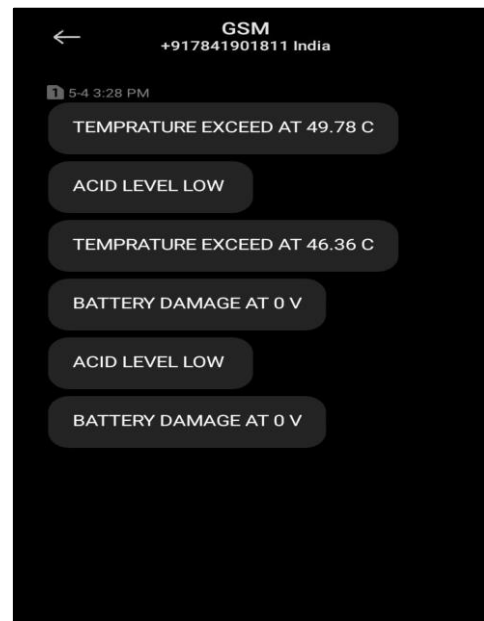 GSM
+917841901811 India
1 5-4 3:28 PM
TEMPRATURE EXCEED AT 49.78 C
ACID LEVEL LOW
TEMPRATURE EXCEED AT 46.36 C
BATTERY DAMAGE AT 0 V
ACID LEVEL LOW
BATTERY DAMAGE AT 0 V